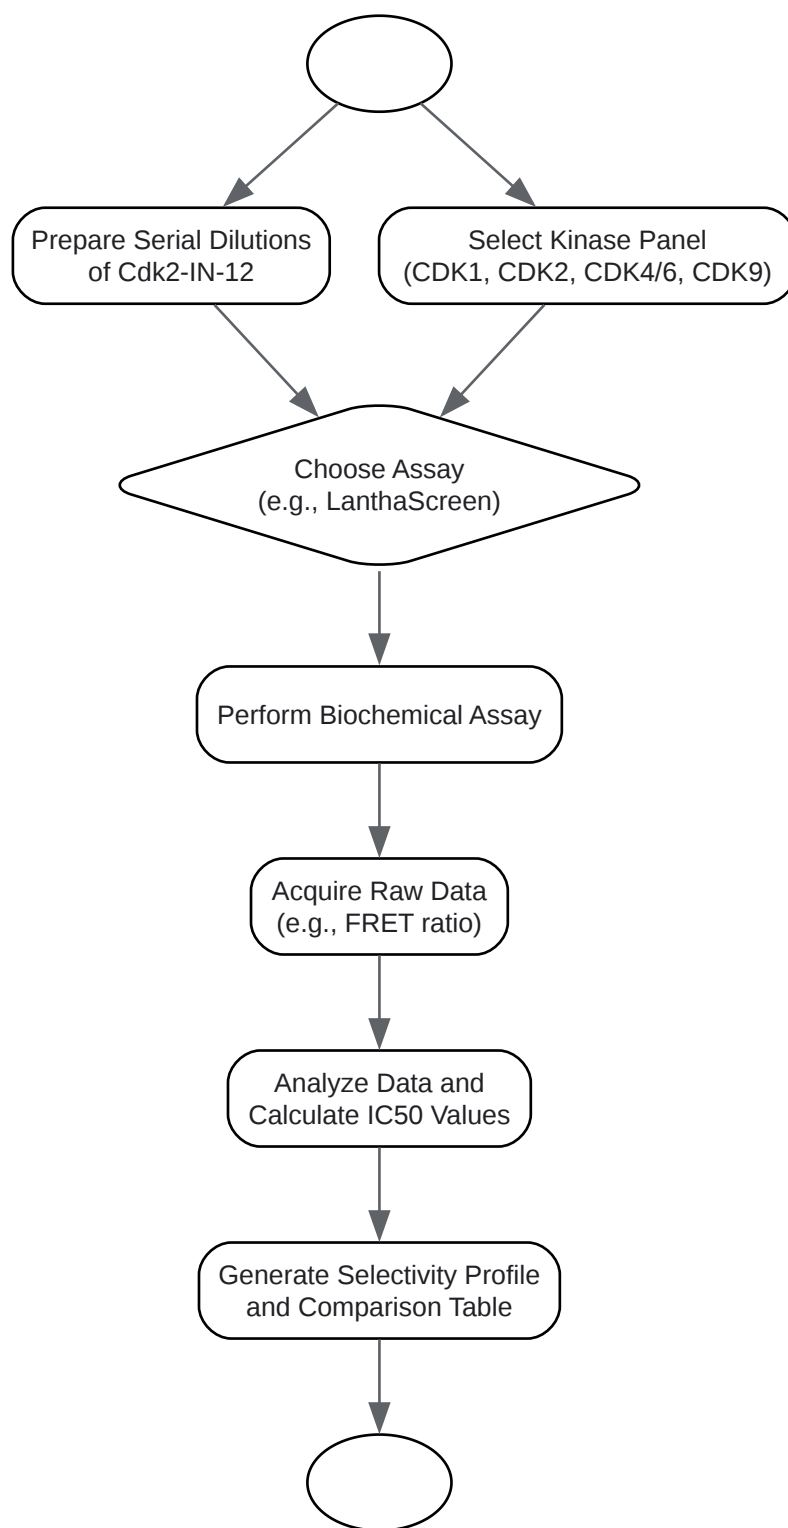 Prepare Serial Dilutions
of Cdk2-IN-12
Select Kinase Panel
(CDK1, CDK2, CDK4/6, CDK9)
Choose Assay
(e.g., LanthaScreen)
Perform Biochemical Assay
Acquire Raw Data
(e.g., FRET ratio)
Analyze Data and
Calculate IC50 Values
Generate Selectivity Profile
and Comparison Table